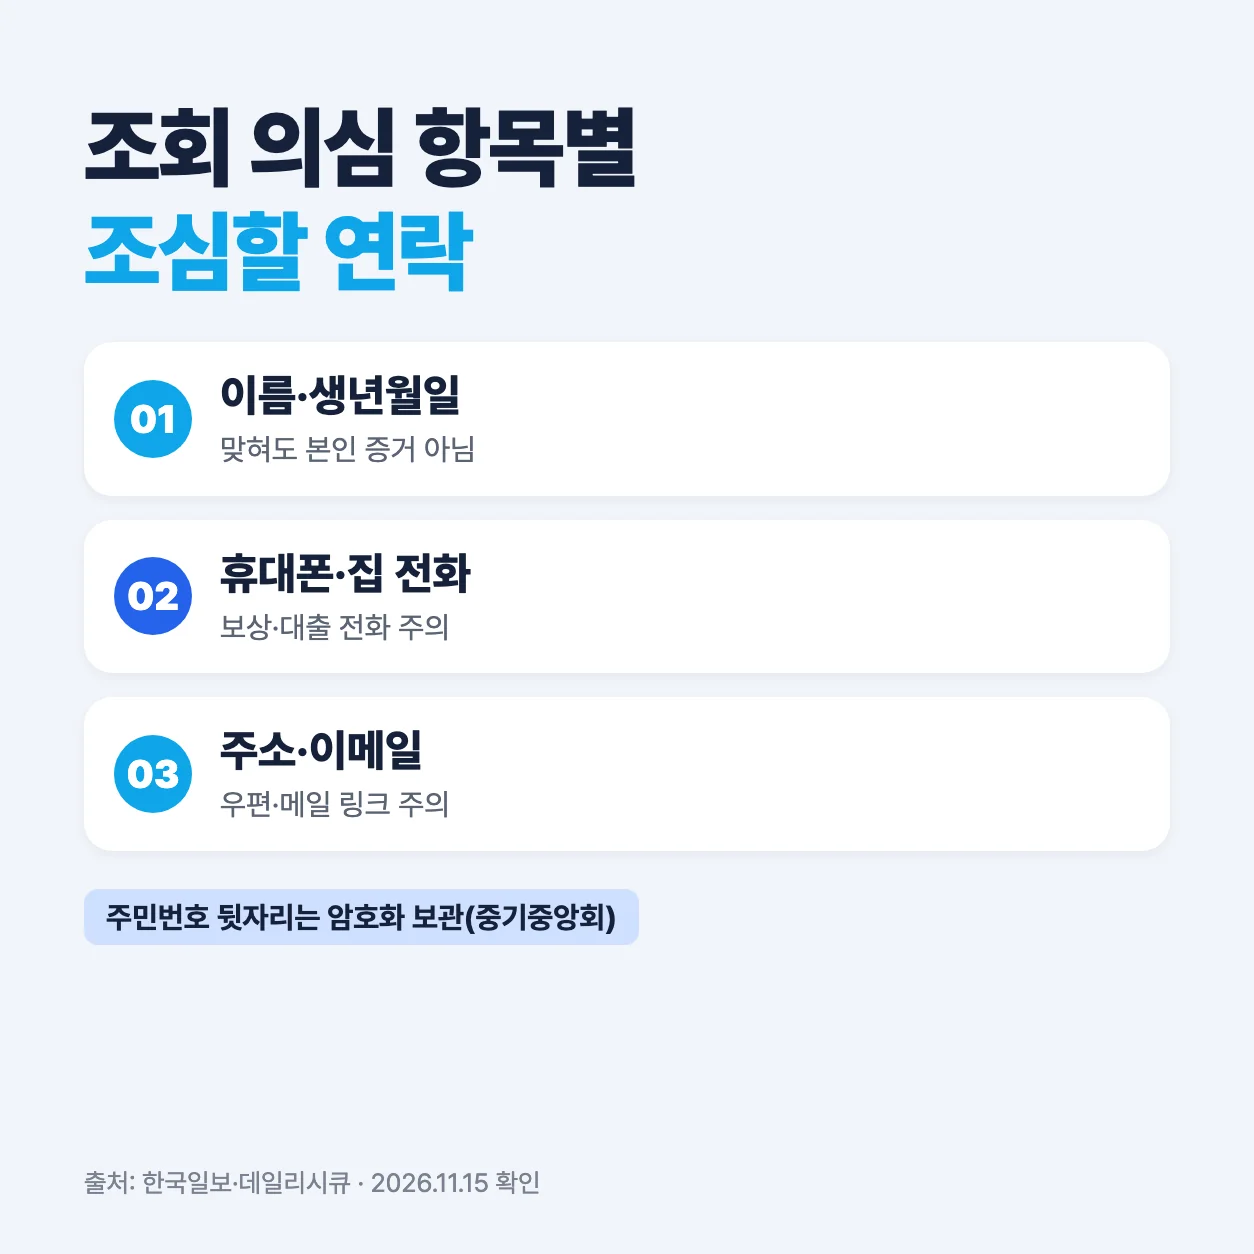 조회 의심 항목별
조심할 연락
01
이름·생년월일
맞혀도 본인 증거 아님
02
휴대폰·집 전화
보상·대출 전화 주의
03
주소·이메일
우편·메일 링크 주의
주민번호 뒷자리는 암호화 보관(중기중앙회)
출처: 한국일보·데일리시큐 · 2026.11.15 확인